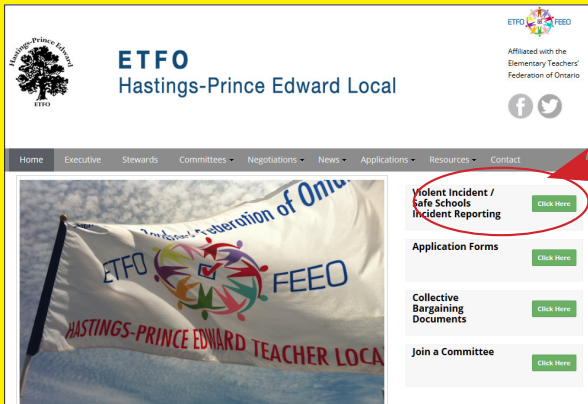 Hastings-Prince Edward
ETFO
ETFO
Hastings-Prince Edward Local
ETFO FEEO
Affiliated with the
Elementary Teachers'
Federation of Ontario
Home Executive Stewards Committees Negotiations News Applications Resources Contact
Federation of
ETFO FEEO
HASTINGS-PRINCE EDWARD TEACHER LOCA
Violent Incident /
Safe Schools
Incident Reporting
Click Here
Application Forms
Click Here
Collective
Bargaining
Documents
Click Here
Join a Committee
Click Here